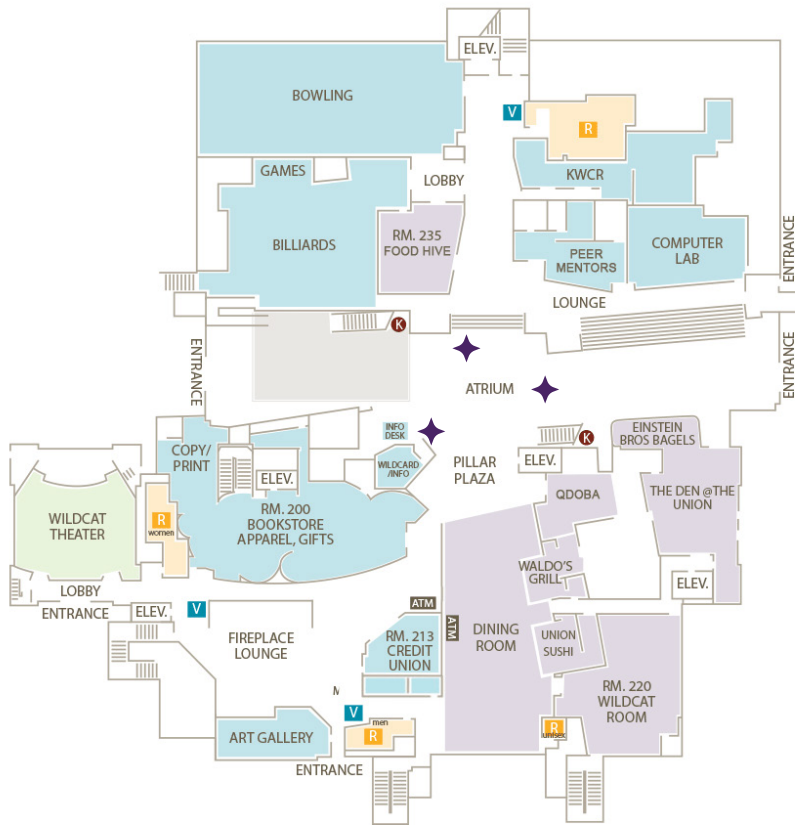 ELEV.
BOWLING
V
R
GAMES
LOBBY
KWCR
RM. 235
FOOD HIVE
BILLIARDS
PEER
MENTORS
COMPUTER
LAB
ENTRANCE
LOUNGE
K
ENTRANCE
ENTRANCE
ATRIUM
INFO
DESK
EINSTEIN
BROS BAGELS
K
COPY/
PRINT
WILDCARD
/INFO
PILLAR
PLAZA
ELEV.
ELEV.
QDOBA
THE DEN @THE
UNION
RM. 200
BOOKSTORE
APPAREL, GIFTS
WILDCAT
THEATER
R
women
WALDO'S
GRILL
ELEV.
LOBBY
ENTRANCE
ELEV.
V
ATM
ATM
FIREPLACE
LOUNGE
RM. 213
CREDIT
UNION
DINING
ROOM
UNION
SUSHI
RM. 220
WILDCAT
ROOM
V
men
R
R
unisex
ART GALLERY
ENTRANCE